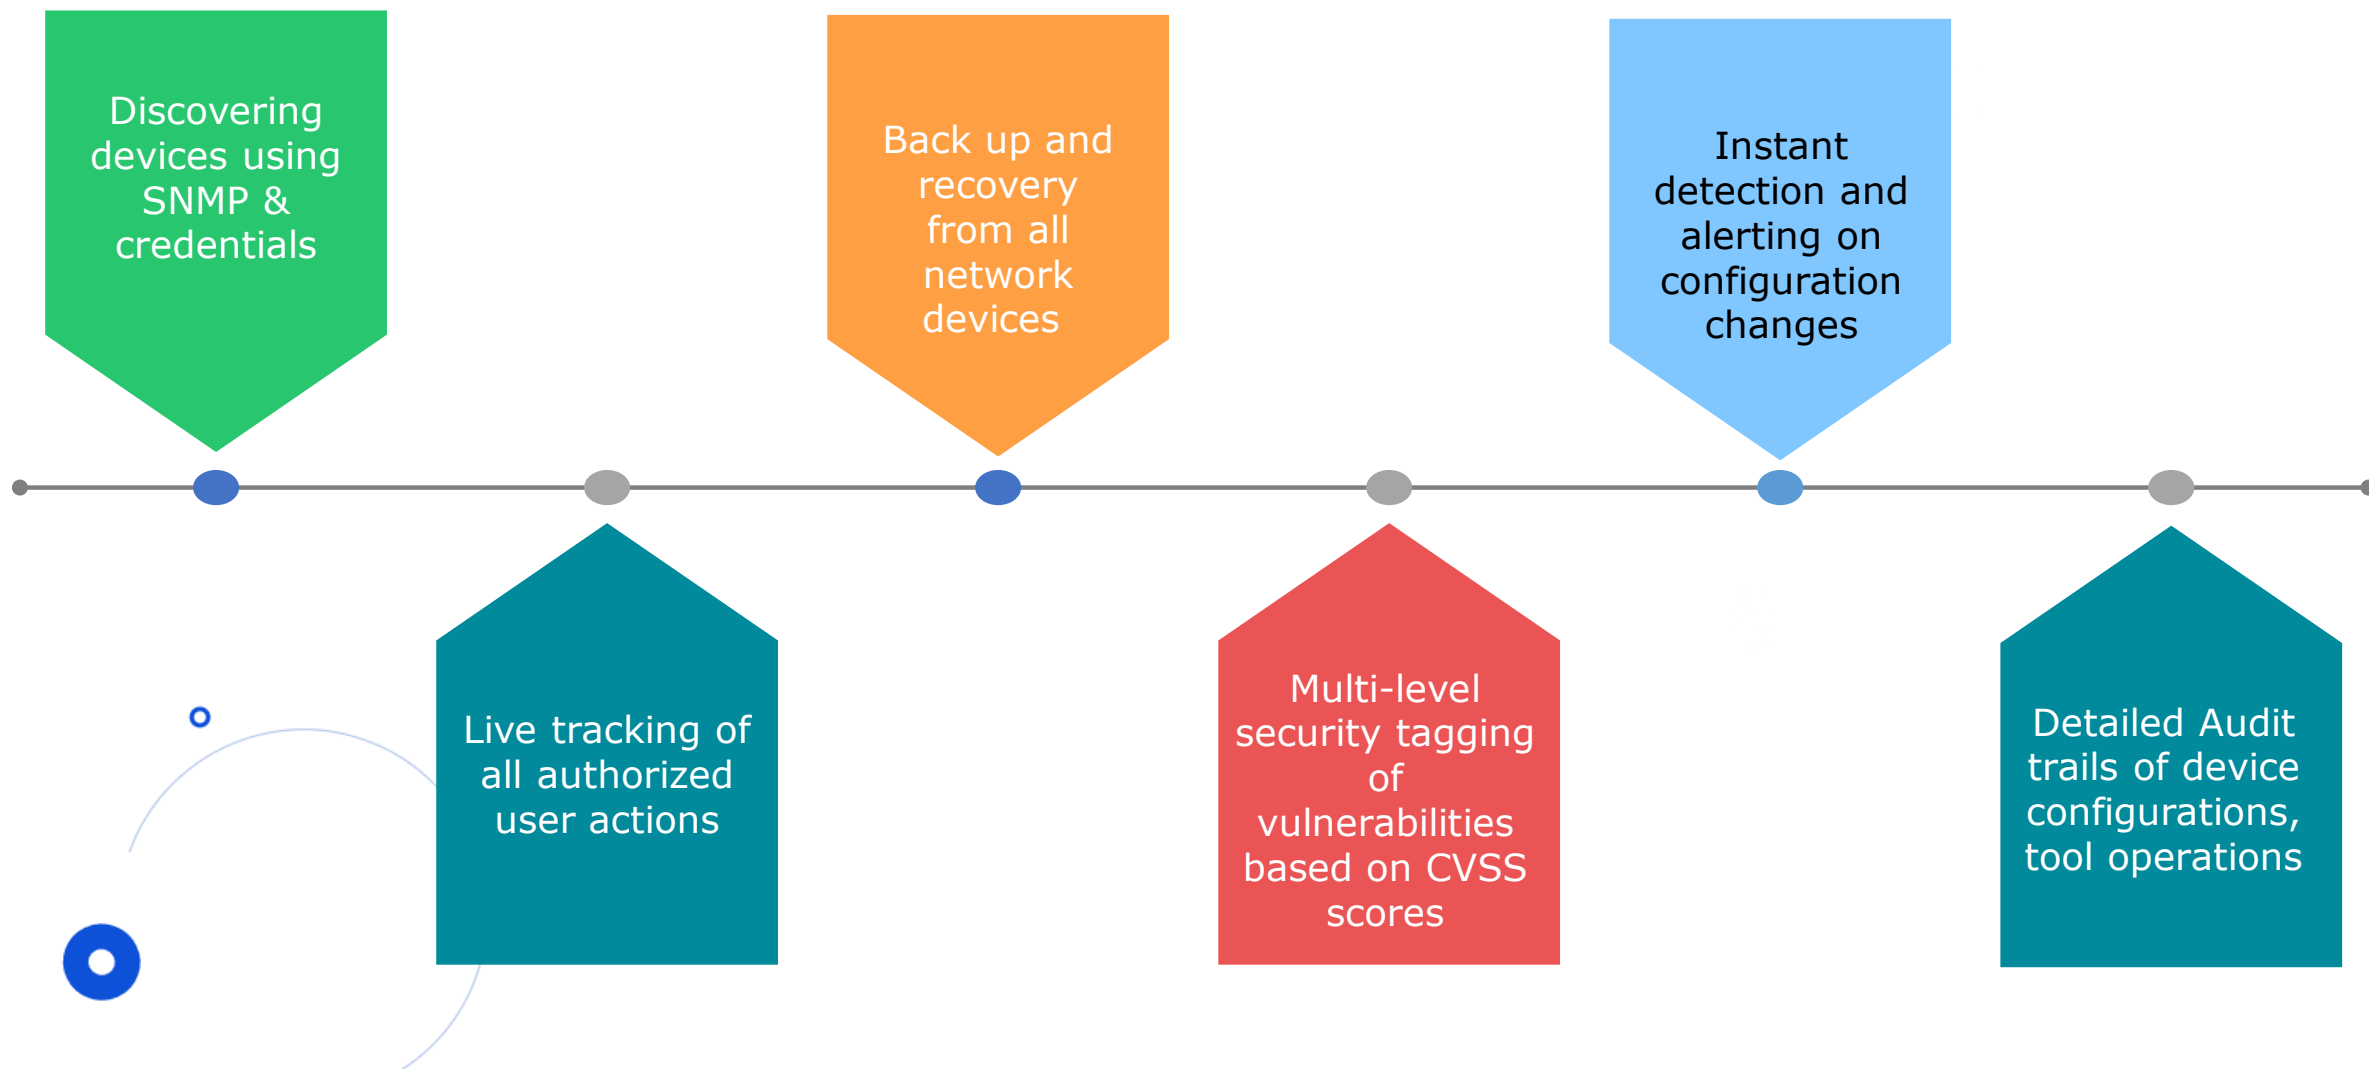 Discovering
devices using
SNMP &
credentials
Live tracking of
all authorized
user actions
Back up and
recovery
from all
network
devices
Multi-level
security tagging
of
vulnerabilities
based on CVSS
scores
Instant
detection and
alerting on
configuration
changes
Detailed Audit
trails of device
configurations,
tool operations